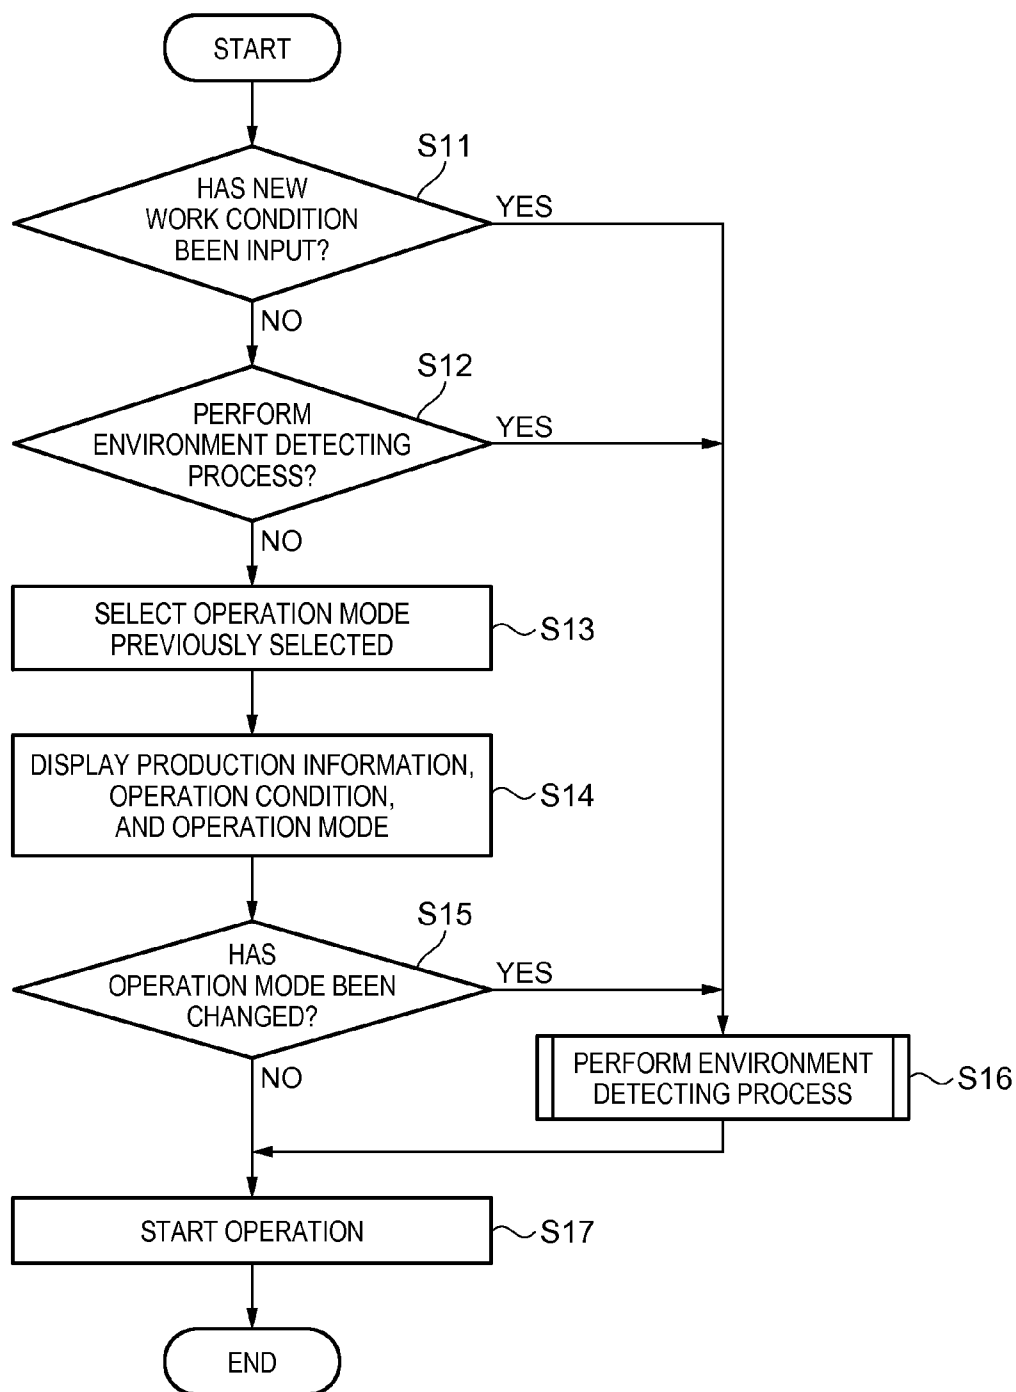 START
S11
HAS NEW
WORK CONDITION
BEEN INPUT?
YES
NO
S12
PERFORM
ENVIRONMENT DETECTING
PROCESS?
YES
NO
SELECT OPERATION MODE
PREVIOUSLY SELECTED
S13
DISPLAY PRODUCTION INFORMATION,
OPERATION CONDITION,
AND OPERATION MODE
S14
S15
HAS
OPERATION MODE BEEN
CHANGED?
YES
NO
PERFORM ENVIRONMENT
DETECTING PROCESS
S16
START OPERATION
S17
END